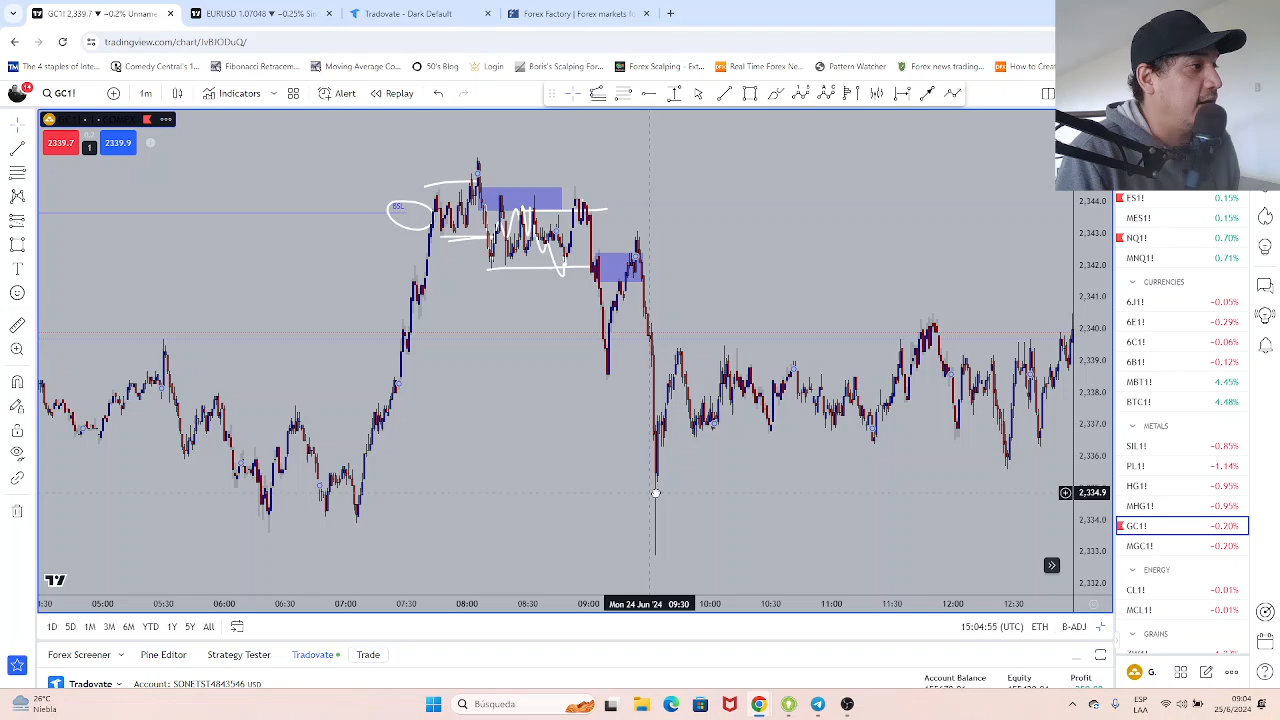 GC1! 2339.7 ▼ −0.2% Unname
EURUSD 1.07048 ▼ −0.25% Sin
Tradovate - Dark Default
Forex Factory | Forex markets fo
tradingview.com/chart/IvBJODuQ/
The 4 staples of Inte
Comedy Central's 1
Fibonacci Retracem
Moving Average Co
50% SUR
Login
Boris's Scalping For
Forex Scalping - Ext
Real Time Forex
Pattern Watcher
Forex news trading
How to Creat
14
GC1!
1m
Indicators
Alert
Replay
2339.7
0.2
1
2339.9
BSL
2,344.0
2,343.0
2,342.0
2,341.0
2,340.0
2,339.0
2,338.0
2,337.0
2,336.0
2,334.9
2,334.0
2,333.0
2,332.0
:30
05:00
05:30
06:00
06:30
07:00
07:30
08:00
08:30
09:00
Mon 24 Jun '24 09:30
10:00
10:30
11:00
11:30
12:00
12:30
ES1! 0.15%
MES1! 0.15%
NQ1! 0.70%
MNQ1! 0.71%
CURRENCIES
6J1! −0.05%
6E1! −0.29%
6C1! −0.06%
6B1! −0.12%
MBT1! 4.45%
BTC1! 4.48%
METALS
SIL1! −0.85%
PL1! −1.14%
HG1! −0.95%
MHG1! −0.95%
GC1! −0.20%
MGC1! −0.20%
ENERGY
CL1! −0.01%
MCL1! −0.01%
GRAINS
G.
1D 5D 1M 3M 6M YTD 1Y 5Y All
15:04:55 (UTC) ETH B-ADJ
Forex Screener Pine Editor Strategy Tester Tradovate Trade
Tradovate Account: SONETST4843546 USD
Account Balance Equity Profit
26°C
Niebla
Búsqueda
ESP
LAA
09:04
5/06/2024